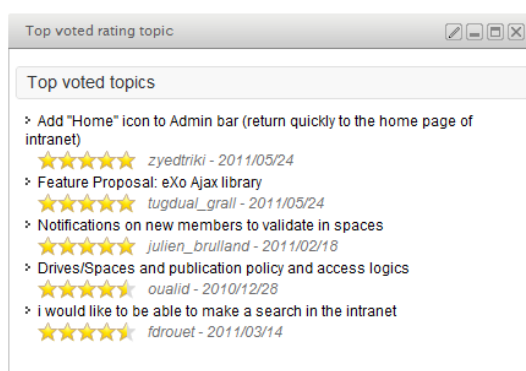 Top voted rating topic
Top voted topics
Add "Home" icon to Admin bar (return quickly to the home page of
intranet)
zyedtriki - 2011/05/24
Feature Proposal: eXo Ajax library
tugdual_grall - 2011/05/24
Notifications on new members to validate in spaces
julien_brulland - 2011/02/18
Drives/Spaces and publication policy and access logics
oualid - 2010/12/28
i would like to be able to make a search in the intranet
fdrouet - 2011/03/14